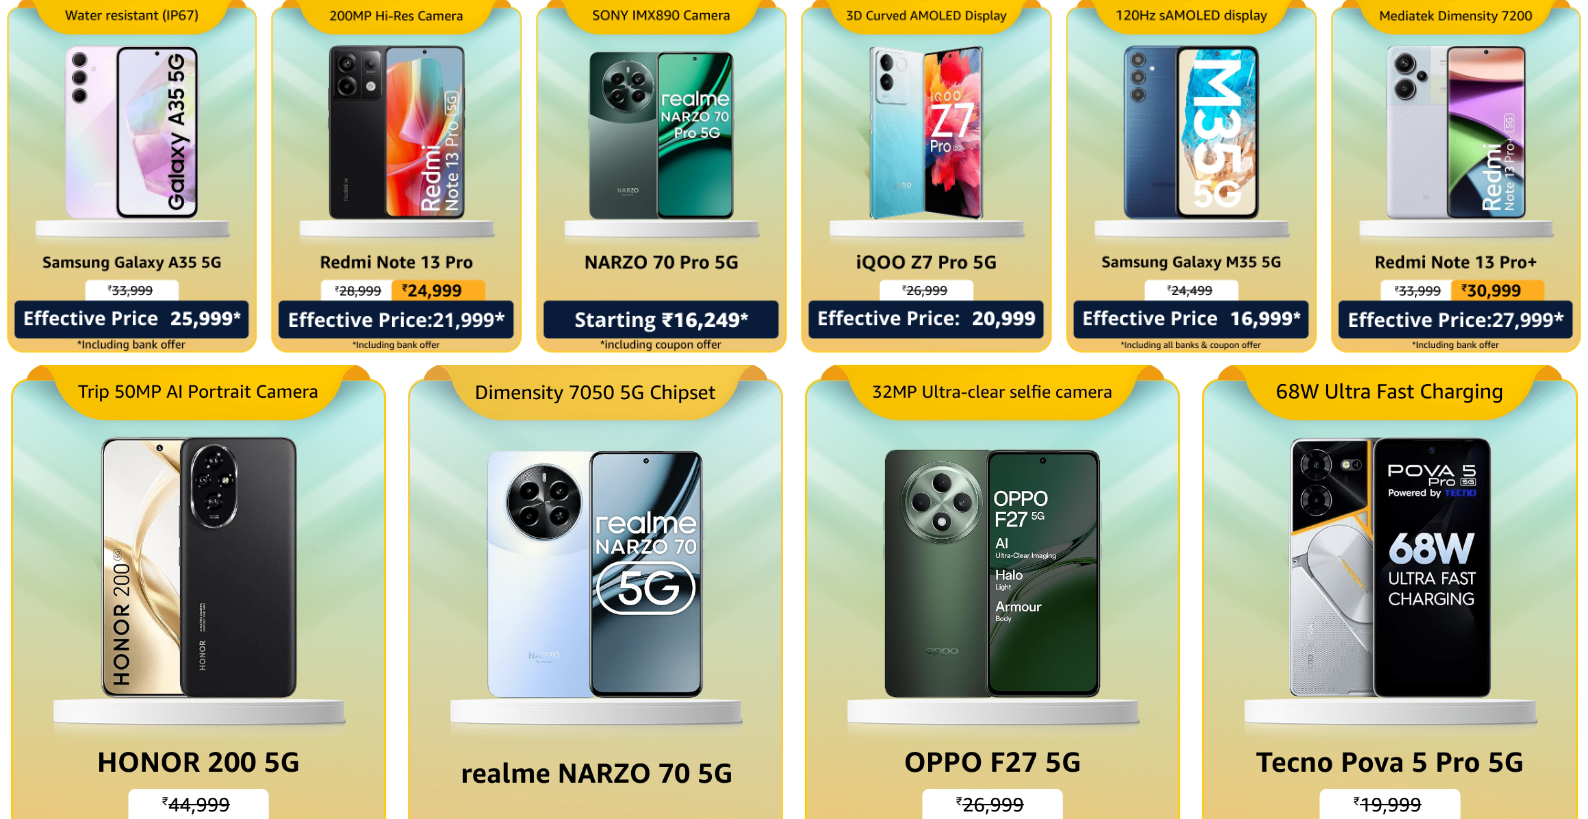 Water resistant (IP67)
Galaxy A35 5G
Samsung Galaxy A35 5G
₹33,999
Effective Price 25,999*
*Including bank offer
200MP Hi-Res Camera
Redmi
Note 13 Pro 5G
Redmi Note 13 Pro
₹28,999 ₹24,999
Effective Price:21,999*
*Including bank offer
SONY IMX890 Camera
realme
NARZO 70
Pro 5G
NARZO
NARZO 70 Pro 5G
Starting ₹16,249*
*including coupon offer
3D Curved AMOLED Display
iQOO
Z7
Pro 5G
iQOO Z7 Pro 5G
₹26,999
Effective Price: 20,999
120Hz sAMOLED display
M35
5G
Samsung Galaxy M35 5G
₹24,499
Effective Price 16,999*
*Including all banks & coupon offer
Mediatek Dimensity 7200
Redmi
Note 13 Pro+ 5G
Redmi Note 13 Pro+
₹33,999 ₹30,999
Effective Price:27,999*
*Including bank offer
Trip 50MP AI Portrait Camera
HONOR 200 5G
HONOR
HONOR 200 5G
₹44,999
Dimensity 7050 5G Chipset
realme
NARZO 70
5G
NARZO
realme NARZO 70 5G
32MP Ultra-clear selfie camera
OPPO
F27 5G
AI
Ultra-Clear Imaging
Halo
Light
Armour
Body
oppo
OPPO F27 5G
₹26,999
68W Ultra Fast Charging
POVA 5
Pro 5G
Powered by TECNO
68W
ULTRA FAST
CHARGING
Tecno Pova 5 Pro 5G
₹19,999